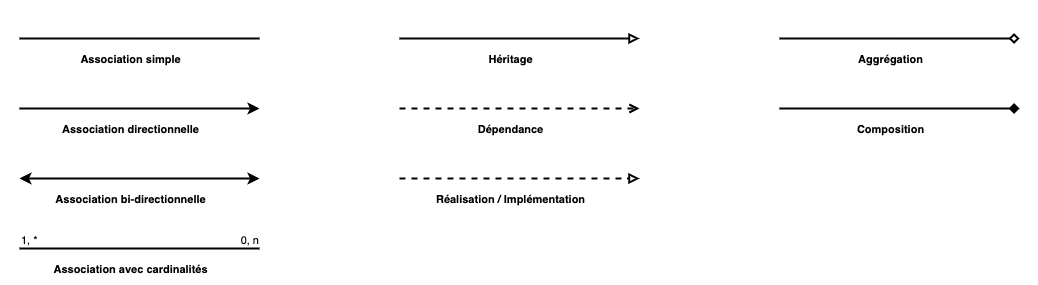 Association simple
Héritage
Aggrégation
Association directionnelle
Dépendance
Composition
Association bi-directionnelle
Réalisation / Implémentation
1, *
0, n
Association avec cardinalités